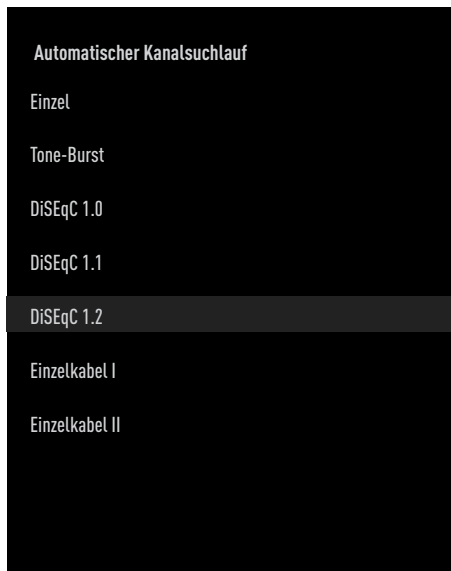 Automatischer Kanalsuchlauf
Einzel
Tone-Burst
DiSEqC 1.0
DiSEqC 1.1
DiSEqC 1.2
Einzelkabel I
Einzelkabel II